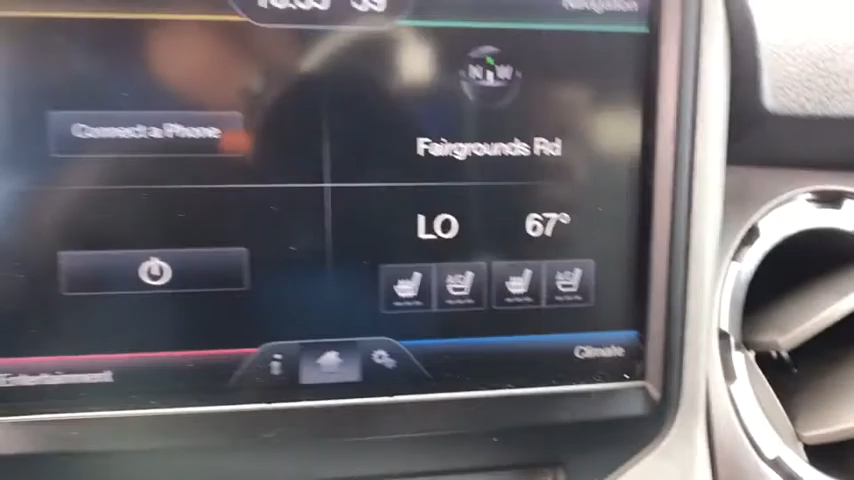 Navigation
N W
Connect a Phone
Fairgrounds Rd
LO 67°
Climate
Entertainment